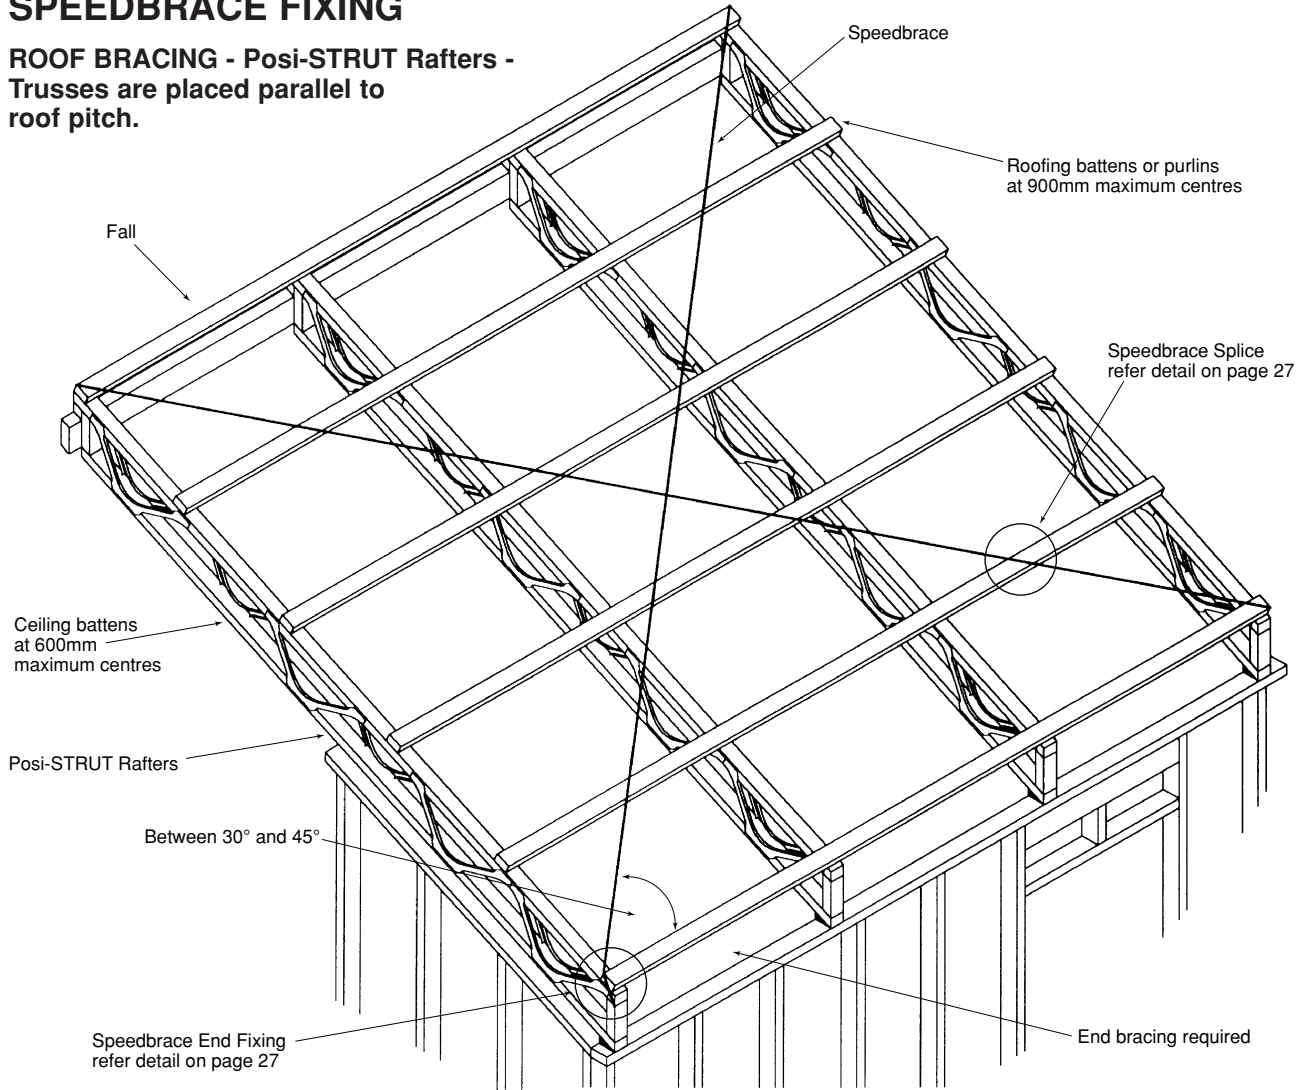 SPEEDBRACE FIXING
ROOF BRACING - Posi-STRUT Rafters -
Trusses are placed parallel to
roof pitch.
Speedbrace
Roofing battens or purlins
at 900mm maximum centres
Fall
Speedbrace Splice
refer detail on page 27
Ceiling battens
at 600mm
maximum centres
Posi-STRUT Rafters
Between 30° and 45°
Speedbrace End Fixing
refer detail on page 27
End bracing required